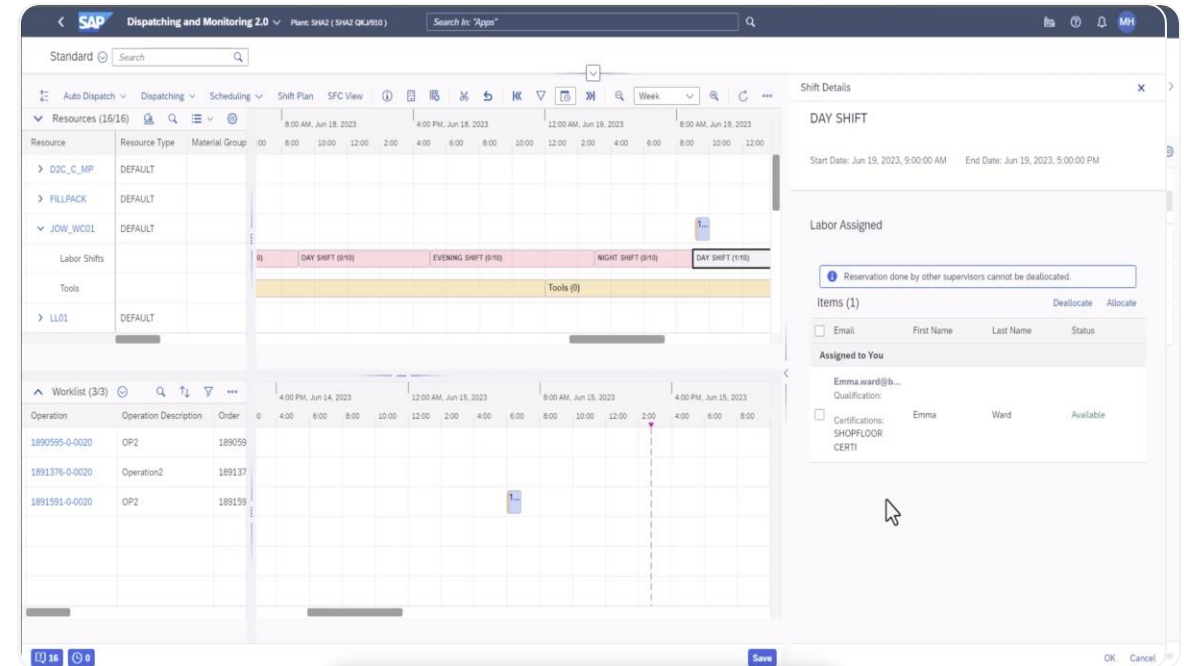 SAP Dispatching and Monitoring 2.0 Plant: SHA2 ( SHA2 QKJ/910 ) Search In: "Apps" MH
Standard Search
Auto Dispatch Dispatching Scheduling Shift Plan SFC View Week
Resources (16/16)
8:00 AM, Jun 18, 2023 4:00 PM, Jun 18, 2023 12:00 AM, Jun 19, 2023 8:00 AM, Jun 19, 2023
Resource Resource Type Material Group :00 8:00 10:00 12:00 2:00 4:00 6:00 8:00 10:00 12:00 2:00 4:00 6:00 8:00 10:00 12:00
D2C_C_MP DEFAULT
FILLPACK DEFAULT
JOW_WC01 DEFAULT 1...
Labor Shifts 0) DAY SHIFT (0/10) EVENING SHIFT (0/10) NIGHT SHIFT (0/10) DAY SHIFT (1/10)
Tools Tools (0)
LL01 DEFAULT
Worklist (3/3)
4:00 PM, Jun 14, 2023 12:00 AM, Jun 15, 2023 8:00 AM, Jun 15, 2023 4:00 PM, Jun 15, 2023
Operation Operation Description Order 0 4:00 6:00 8:00 10:00 12:00 2:00 4:00 6:00 8:00 10:00 12:00 2:00 4:00 6:00 8:00
1890595-0-0020 OP2 189059
1891376-0-0020 Operation2 189137
1891591-0-0020 OP2 189159 1...
16 0 Save
Shift Details
DAY SHIFT
Start Date: Jun 19, 2023, 9:00:00 AM End Date: Jun 19, 2023, 5:00:00 PM
Labor Assigned
Reservation done by other supervisors cannot be deallocated.
Items (1) Deallocate Allocate
Email First Name Last Name Status
Assigned to You
Emma.ward@b...
Qualification:
Certifications: Emma Ward Available
SHOPFLOOR
CERTI
OK Cancel